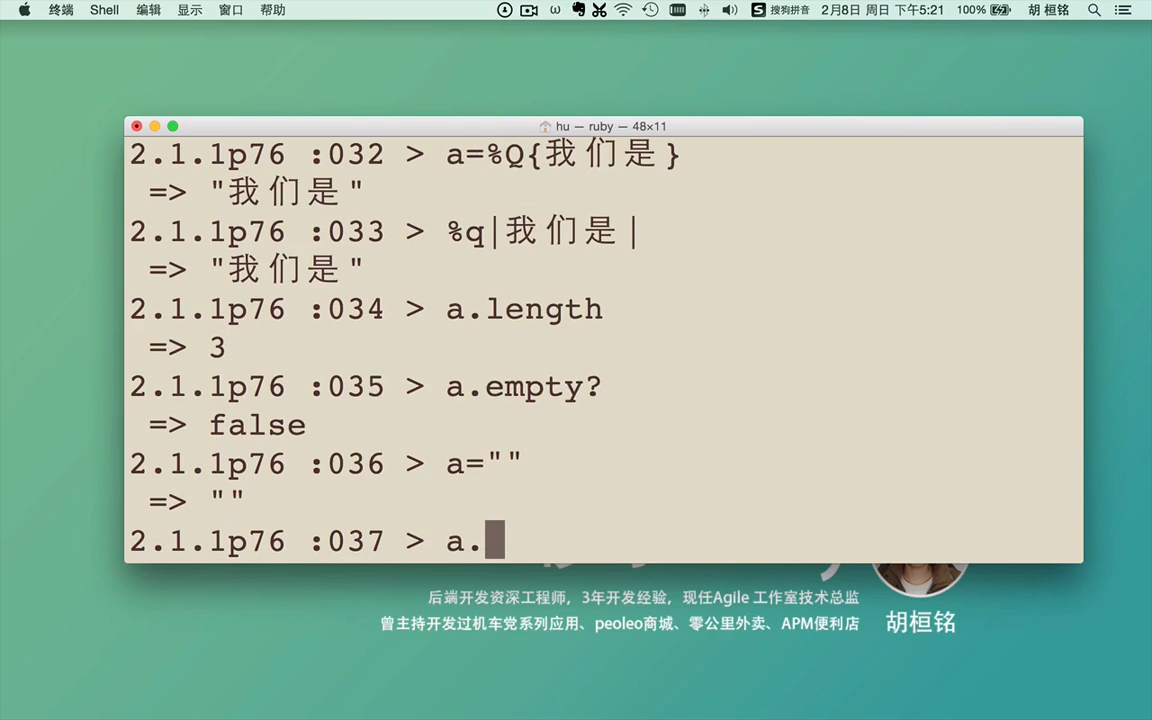 终端 Shell 编辑 显示 窗口 帮助 搜狗拼音 2月8日 周日 下午5:21 100% 胡 桓铭
hu — ruby — 48×11
2.1.1p76 :032 > a=%Q{我们是}
=> "我们是"
2.1.1p76 :033 > %q|我们是|
=> "我们是"
2.1.1p76 :034 > a.length
=> 3
2.1.1p76 :035 > a.empty?
=> false
2.1.1p76 :036 > a=""
=> ""
2.1.1p76 :037 > a.
后端开发资深工程师，3年开发经验，现任Agile 工作室技术总监
曾主持开发过机车党系列应用、peoleo商城、零公里外卖、APM便利店
胡桓铭